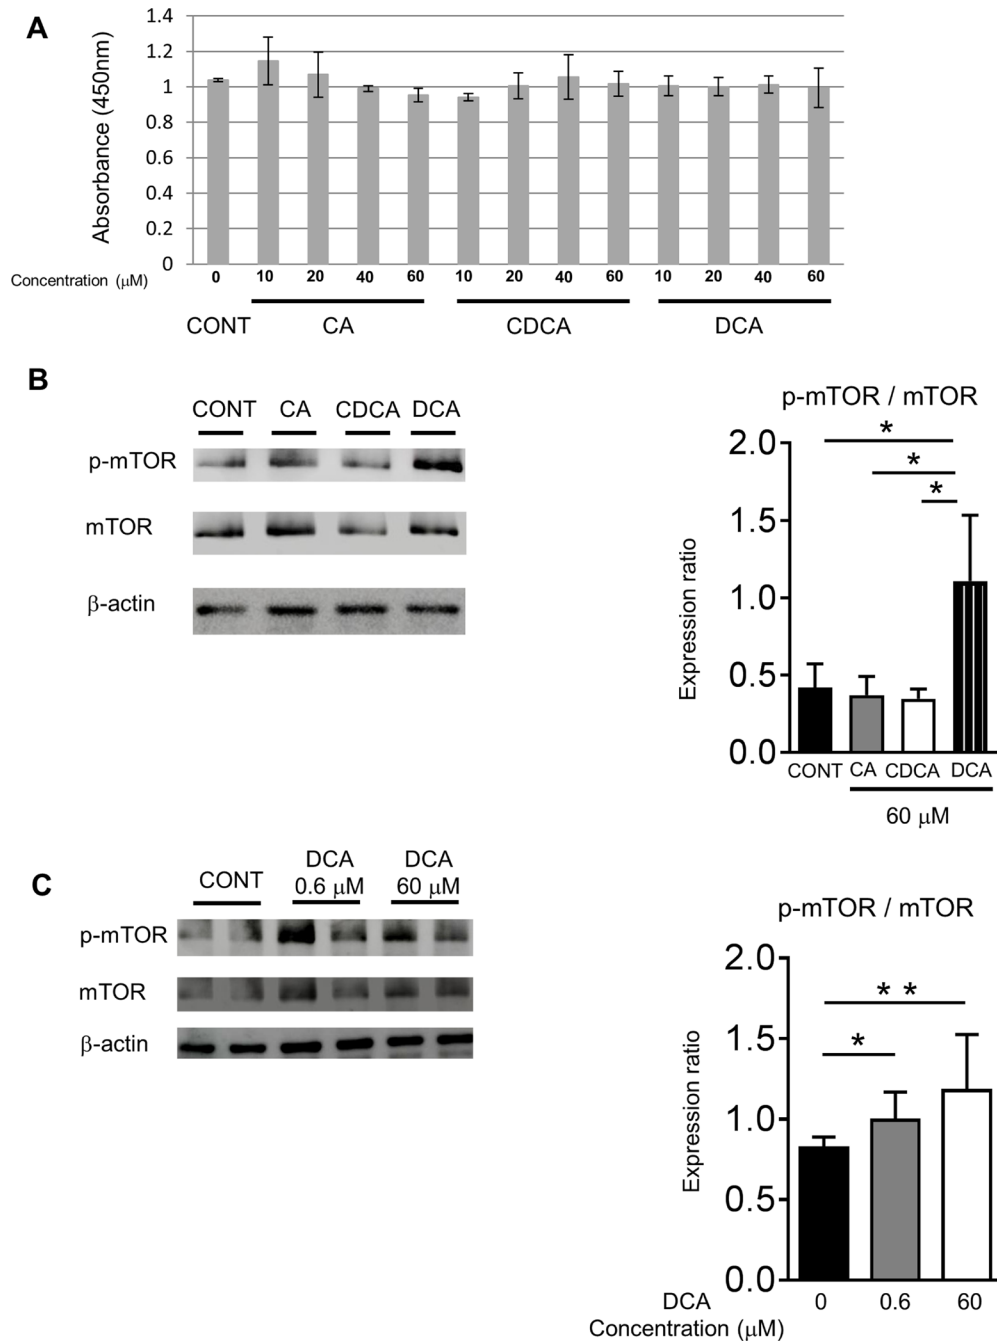 A
Absorbance (450nm)
1.4
1.2
1
0.8
0.6
0.4
0.2
0
Concentration (μM)
0 10 20 40 60 10 20 40 60 10 20 40 60
CONT CA CDCA DCA
B
CONT CA CDCA DCA
p-mTOR
mTOR
β-actin
p-mTOR / mTOR
Expression ratio
2.0
1.5
1.0
0.5
0.0
* 
*
*
CONT CA CDCA DCA
60 μM
C
CONT
DCA
0.6 μM
DCA
60 μM
p-mTOR
mTOR
β-actin
p-mTOR / mTOR
Expression ratio
2.0
1.5
1.0
0.5
0.0
* *
*
DCA 0 0.6 60
Concentration (μM)